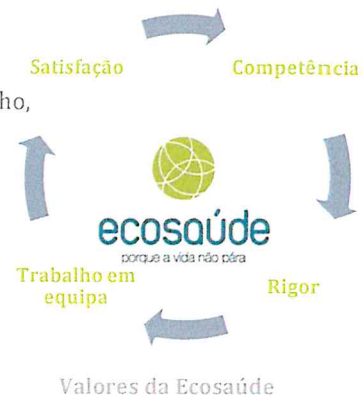 Satisfação
Competência
ho,
ecosaúde
porque a vida não pára
Trabalho em
equipa
Rigor
Valores da Ecosaúde